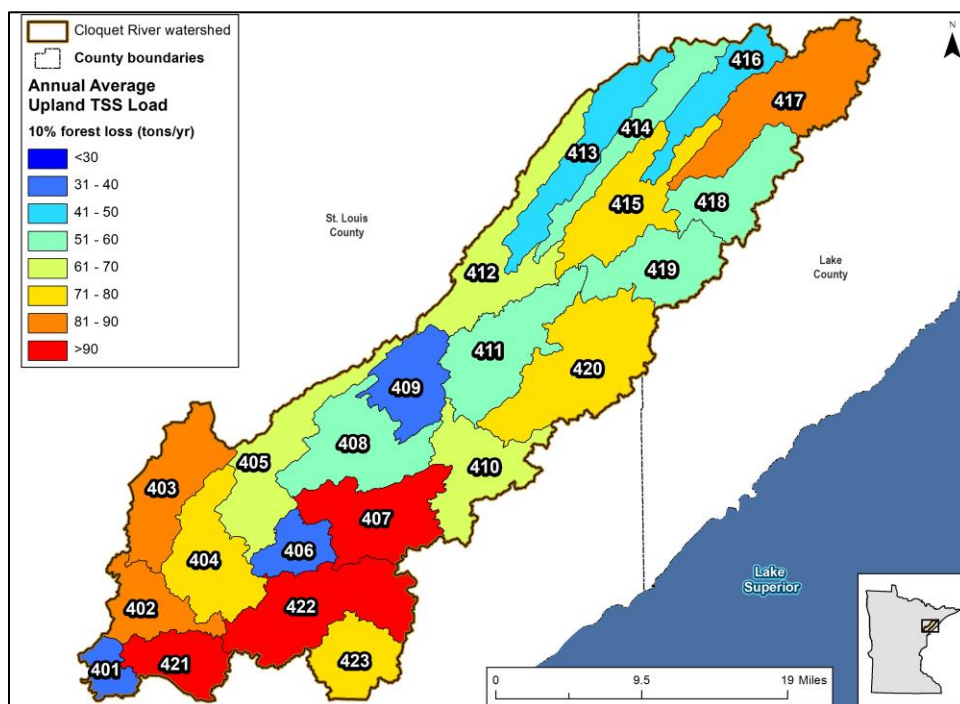 Cloquet River watershed
County boundaries
Annual Average
Upland TSS Load
10% forest loss (tons/yr)
<30
31 - 40
41 - 50
51 - 60
61 - 70
71 - 80
81 - 90
>90
N
416
417
414
413
415
418
St. Louis
County
412
419
Lake
County
411
420
409
408
405
410
403
407
406
404
Lake
Superior
422
402
423
401
421
0
9.5
19 Miles